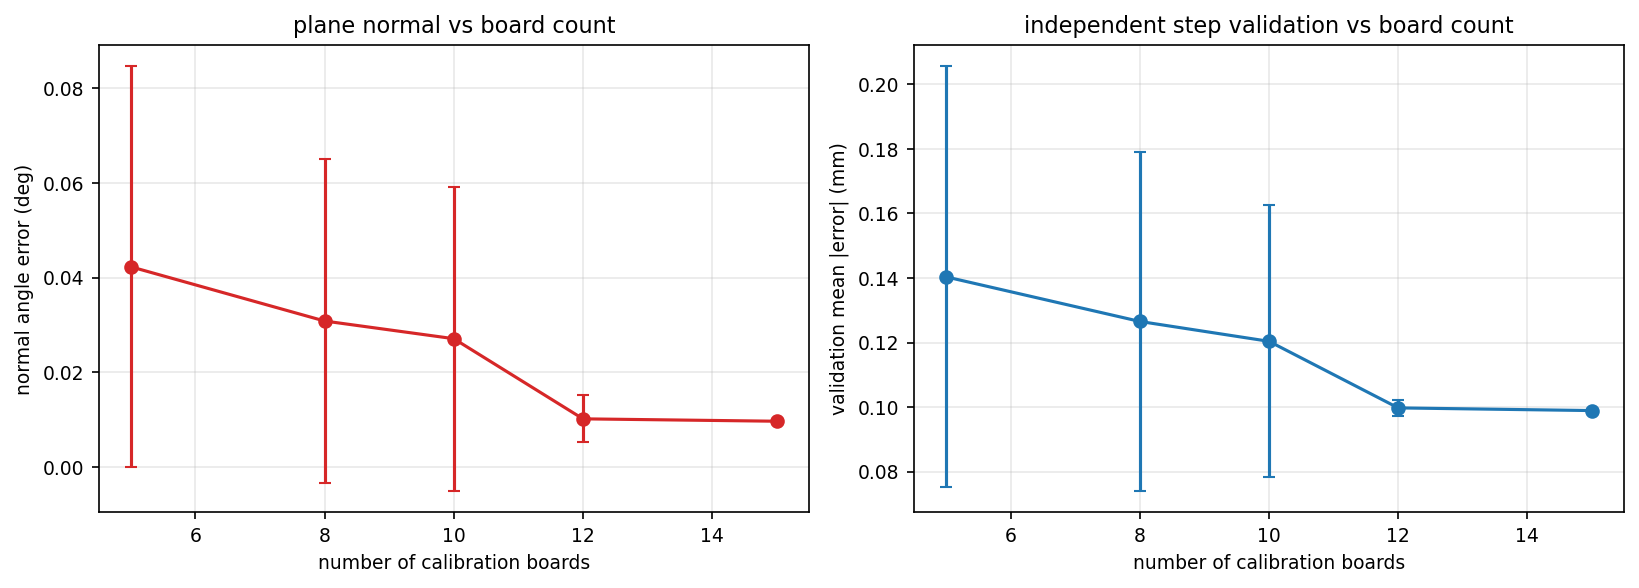 plane normal vs board count
normal angle error (deg)
0.08
0.06
0.04
0.02
0.00
6 8 10 12 14
number of calibration boards
independent step validation vs board count
validation mean |error| (mm)
0.20
0.18
0.16
0.14
0.12
0.10
0.08
6 8 10 12 14
number of calibration boards